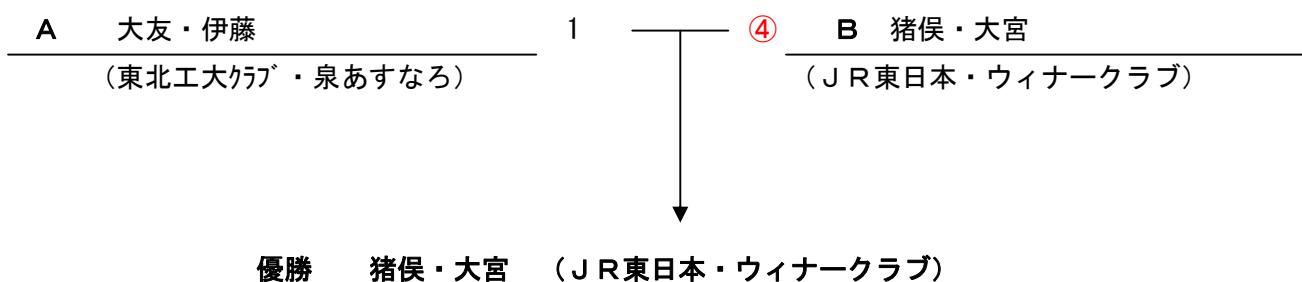 A 大友・伊藤 1 ④ B 猪俣・大宮
(東北工大ｸﾗﾌﾞ・泉あすなろ) (ＪＲ東日本・ウィナークラブ)
優勝 猪俣・大宮 (ＪＲ東日本・ウィナークラブ)